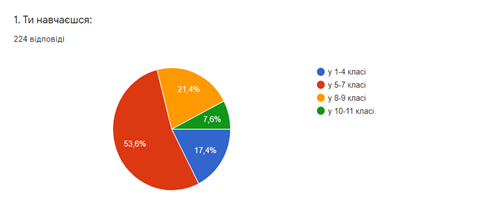 1. Ти навчаєшся:
224 відповіді
21,4%
7,6%
53,6%
17,4%
у 1-4 класі
у 5-7 класі
у 8-9 класі
у 10-11 класі.